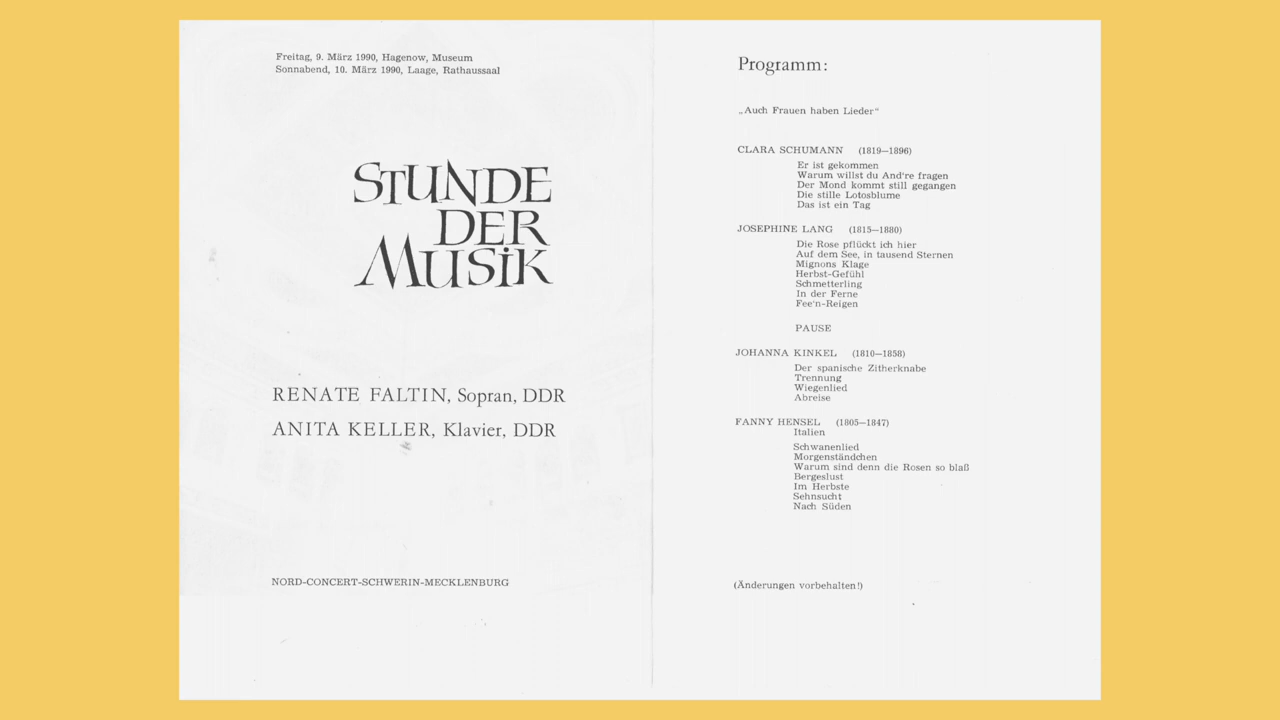 Freitag, 9. März 1990, Hagenow, Museum
Sonnabend, 10. März 1990, Laage, Rathaussaal
STUNDE
DER
MUSIK
RENATE FALTIN, Sopran, DDR
ANITA KELLER, Klavier, DDR
NORD-CONCERT-SCHWERIN-MECKLENBURG
Programm:
„Auch Frauen haben Lieder“
CLARA SCHUMANN (1819—1896)
Er ist gekommen
Warum willst du And're fragen
Der Mond kommt still gegangen
Die stille Lotosblume
Das ist ein Tag
JOSEPHINE LANG (1815—1880)
Die Rose pflückt ich hier
Auf dem See, in tausend Sternen
Mignons Klage
Herbst-Gefühl
Schmetterling
In der Ferne
Fee'n-Reigen
PAUSE
JOHANNA KINKEL (1810—1858)
Der spanische Zitherknabe
Trennung
Wiegenlied
Abreise
FANNY HENSEL (1805—1847)
Italien
Schwanenlied
Morgenständchen
Warum sind denn die Rosen so blaß
Bergeslust
Im Herbste
Sehnsucht
Nach Süden
(Änderungen vorbehalten!)